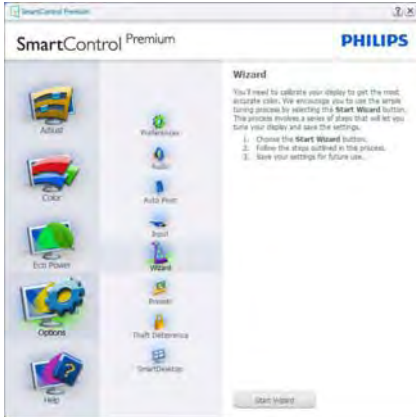 SmartControl Premium
SmartControl Premium
PHILIPS
Adjust
Color
Eco Power
Options
Help
Preferences
Audio
Auto Pivot
Input
Wizard
Presets
Theft Deterrence
SmartDesktop
Wizard
You'll need to calibrate your display to get the most
accurate color. We encourage you to use the simple
tuning process by selecting the Start Wizard button.
This process involves a series of steps that will let you
tune your display and save the settings.
1. Choose the Start Wizard button.
2. Follow the steps outlined in the process.
3. Save your settings for future use.
Start Wizard